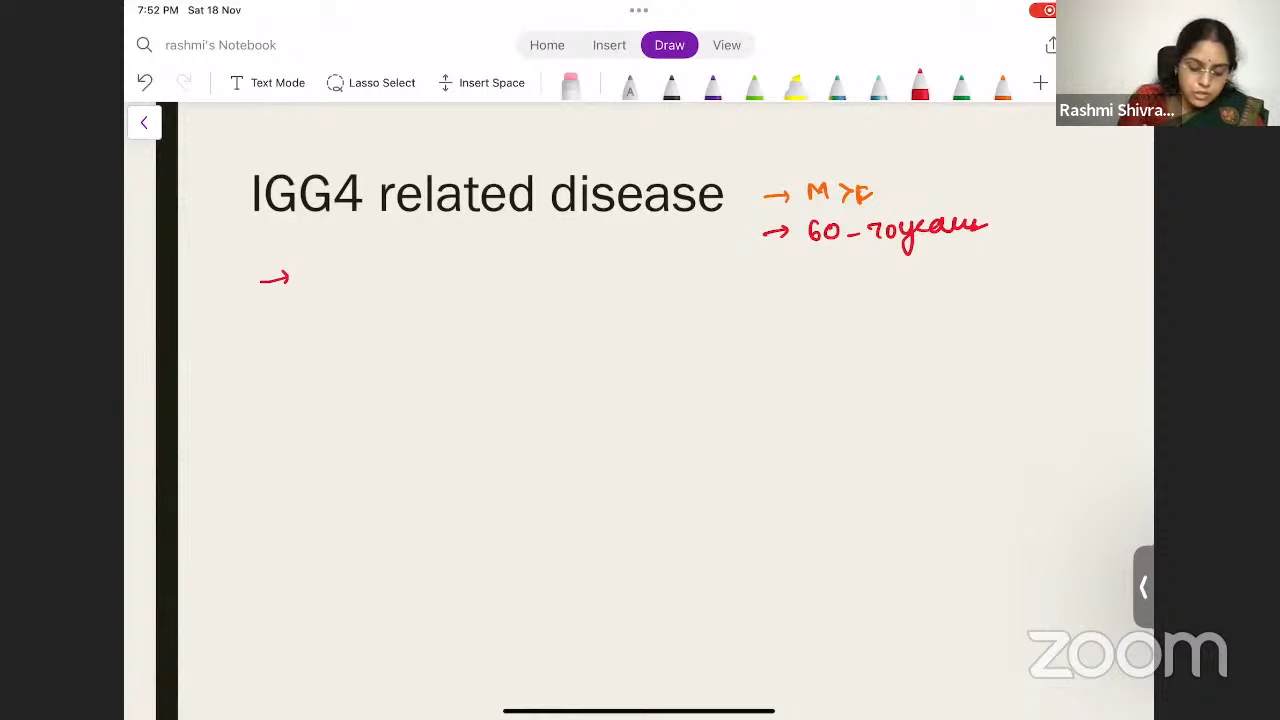 7:52 PM Sat 18 Nov
rashmi's Notebook
Home Insert Draw View
Text Mode Lasso Select Insert Space
A
Rashmi Shivra...
IGG4 related disease
→ M > F
→ 60-70 years
→
zoom